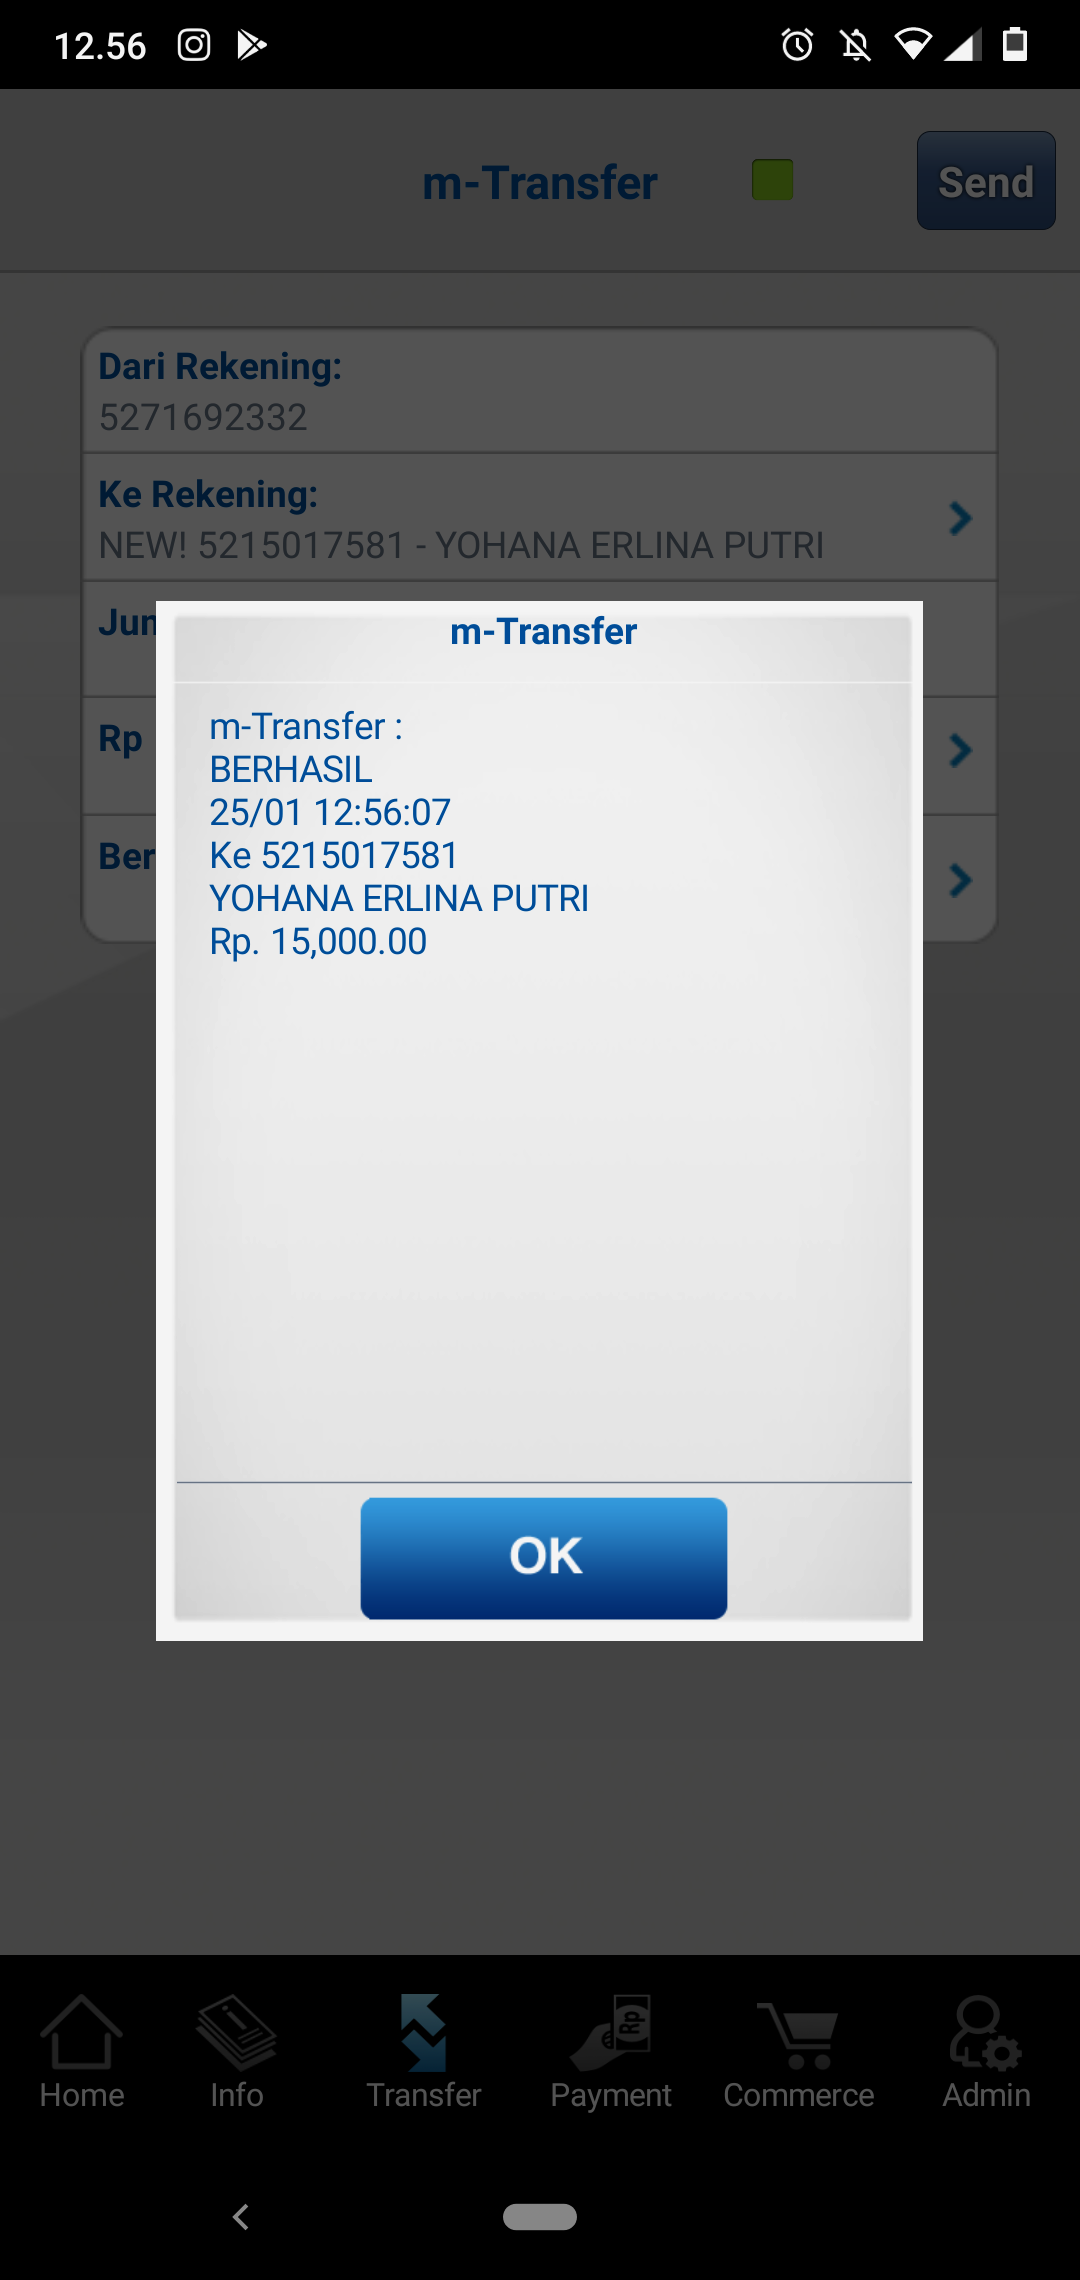 12.56
m-Transfer
Send
Dari Rekening:
5271692332
Ke Rekening:
NEW! 5215017581 - YOHANA ERLINA PUTRI
Rp
Ber
m-Transfer
m-Transfer :
BERHASIL
25/01 12:56:07
Ke 5215017581
YOHANA ERLINA PUTRI
Rp. 15,000.00
OK
Home
Info
Transfer
Payment
Commerce
Admin